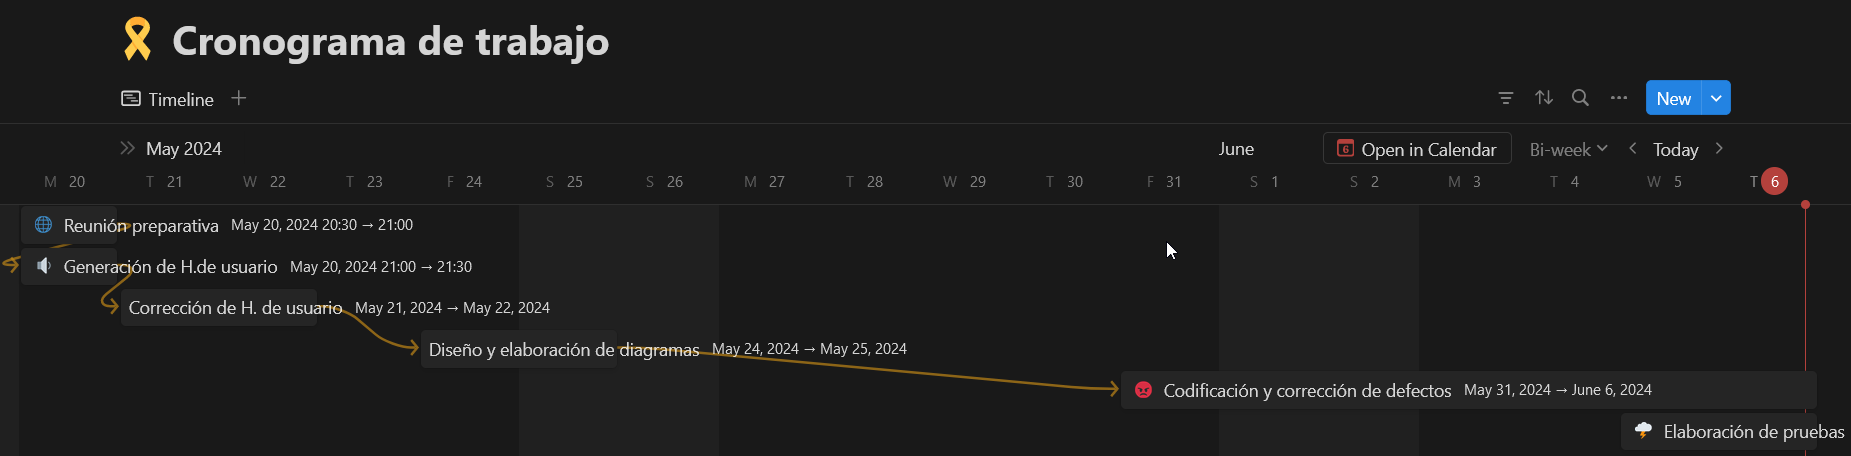 Cronograma de trabajo
Timeline
New
May 2024
June
6 Open in Calendar
Bi-week
Today
M 20 T 21 W 22 T 23 F 24 S 25 S 26 M 27 T 28 W 29 T 30 F 31 S 1 S 2 M 3 T 4 W 5 T 6
Reunión preparativa May 20, 2024 20:30 → 21:00
Generación de H.de usuario May 20, 2024 21:00 → 21:30
Corrección de H. de usuario May 21, 2024 → May 22, 2024
Diseño y elaboración de diagramas May 24, 2024 → May 25, 2024
Codificación y corrección de defectos May 31, 2024 → June 6, 2024
Elaboración de pruebas